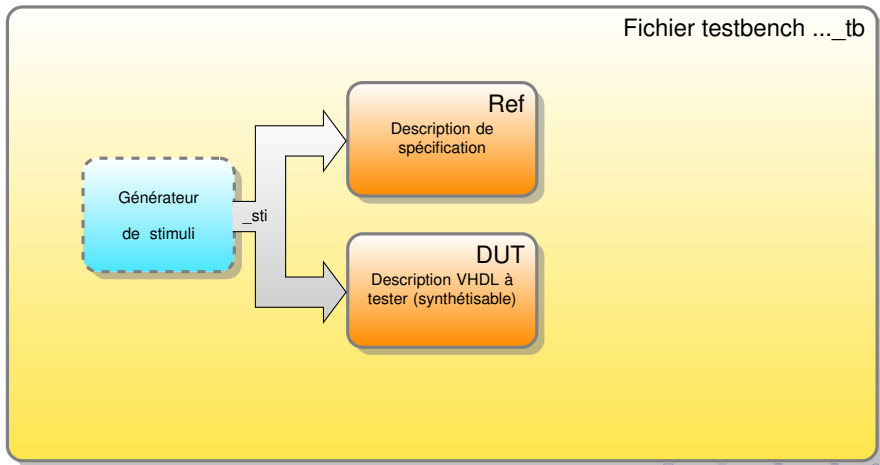 Fichier testbench ..._tb
Ref
Description de
spécification
Générateur
de stimuli
_sti
DUT
Description VHDL à
tester (synthétisable)